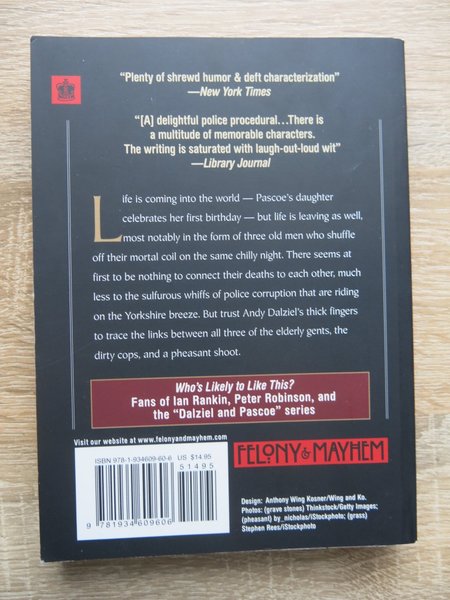 “Plenty of shrewd humor & deft characterization”
—New York Times
“[A] delightful police procedural…There is
a multitude of memorable characters.
The writing is saturated with laugh-out-loud wit”
—Library Journal
Life is coming into the world — Pascoe’s daughter
celebrates her first birthday — but life is leaving as well,
most notably in the form of three old men who shuffle
off their mortal coil on the same chilly night. There seems at
first to be nothing to connect their deaths to each other, much
less to the sulfurous whiffs of police corruption that are riding
on the Yorkshire breeze. But trust Andy Dalziel’s thick fingers
to trace the links between all three of the elderly gents, the
dirty cops, and a pheasant shoot.
Who’s Likely to Like This?
Fans of Ian Rankin, Peter Robinson, and
the “Dalziel and Pascoe” series
Visit our website at www.felonyandmayhem.com
FELONY & MAYHEM
ISBN 978-1-934609-60-6 US $14.95
51495
9 781934 609606
Design: Anthony Wing Kosner/Wing and Ko.
Photos: (grave stones) Thinkstock/Getty Images;
(pheasant) by_nicholas/iStockphoto; (grass)
Stephen Rees/iStockphoto